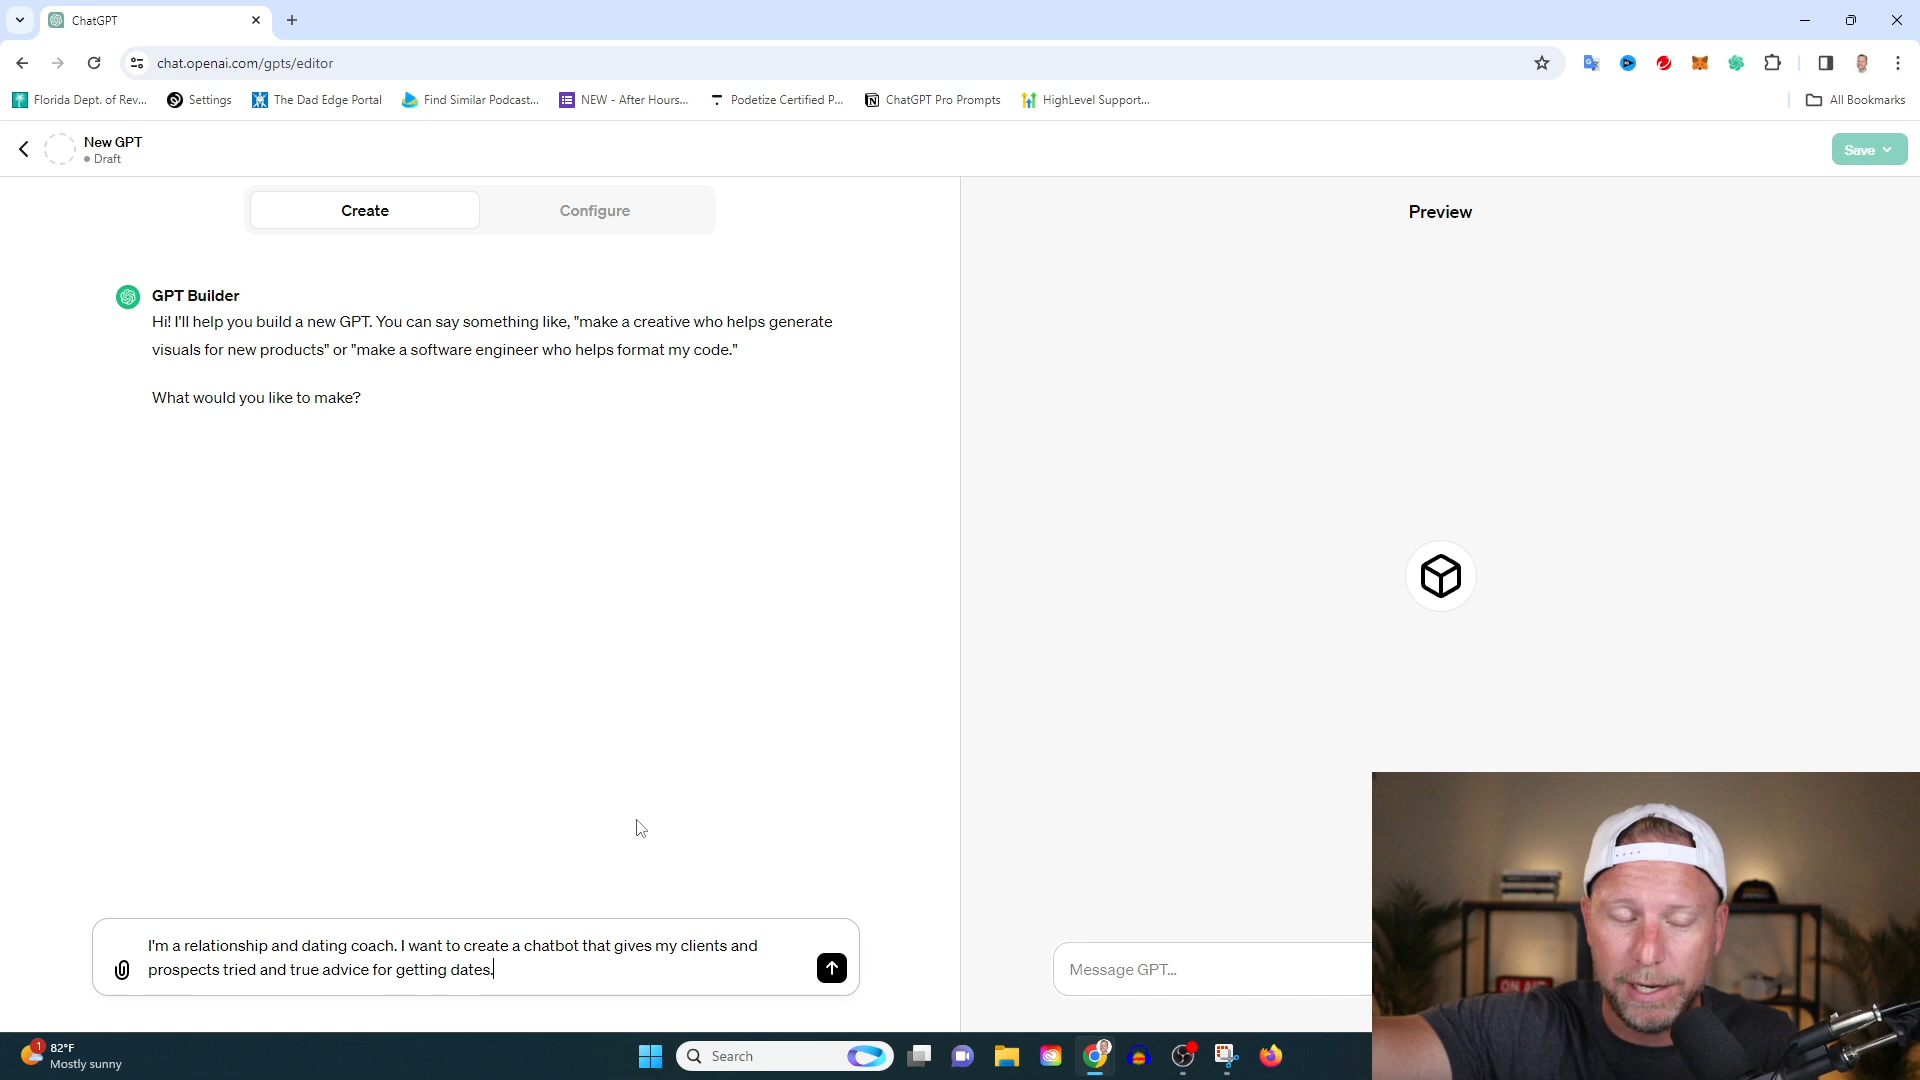 ChatGPT
chat.openai.com/gpts/editor
Florida Dept. of Rev...
Settings
The Dad Edge Portal
Find Similar Podcast...
NEW - After Hours...
Podetize Certified P...
ChatGPT Pro Prompts
HighLevel Support...
All Bookmarks
New GPT
Draft
Save
Create
Configure
Preview
GPT Builder
Hi! I'll help you build a new GPT. You can say something like, "make a creative who helps generate
visuals for new products" or "make a software engineer who helps format my code."
What would you like to make?
I'm a relationship and dating coach. I want to create a chatbot that gives my clients and
prospects tried and true advice for getting dates.
Message GPT...
ON AIR
1
82°F
Mostly sunny
Search